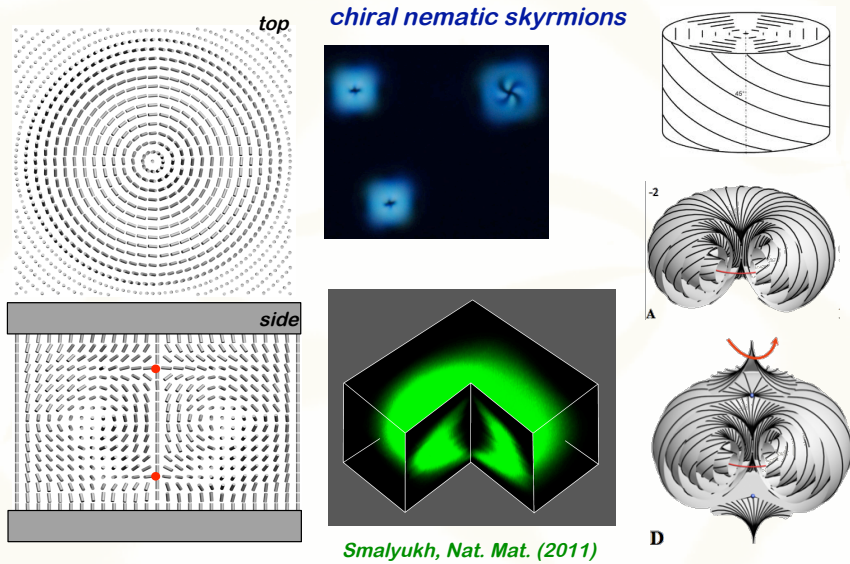 top
chiral nematic skyrmions
45°
-2
A
side
D
Smalyukh, Nat. Mat. (2011)